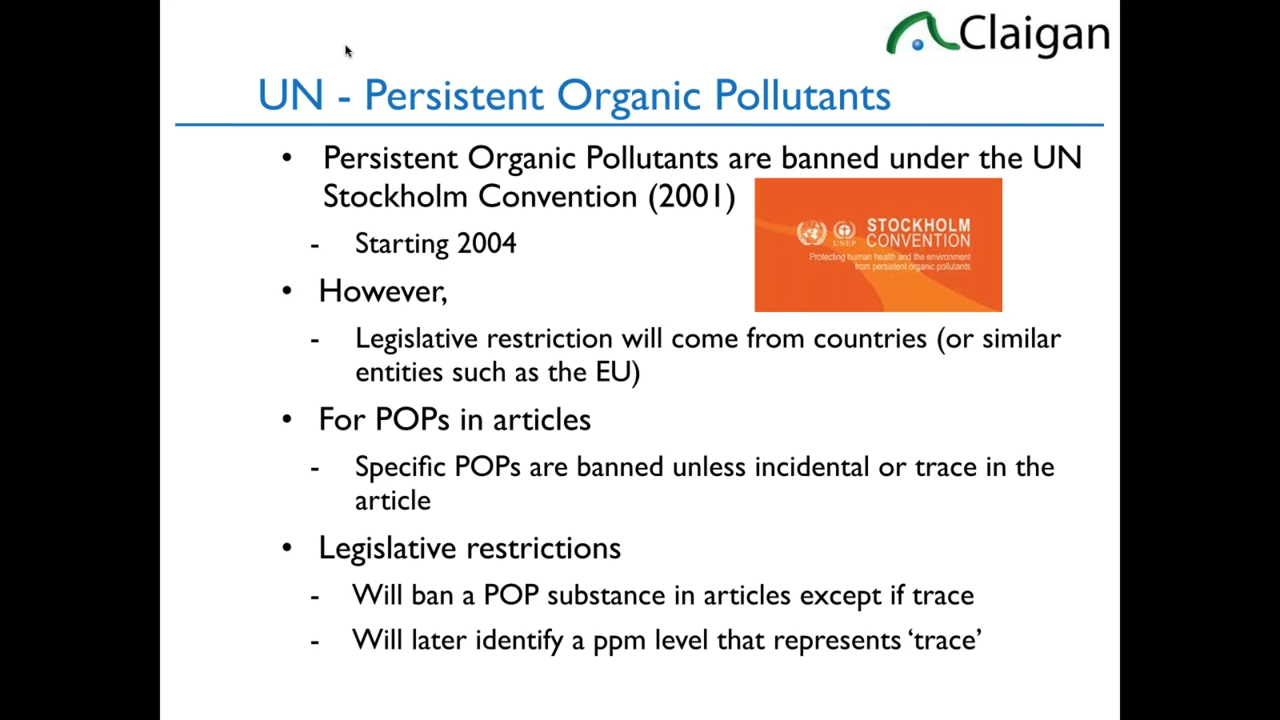 Claigan
UN - Persistent Organic Pollutants
• Persistent Organic Pollutants are banned under the UN
Stockholm Convention (2001)
STOCKHOLM
CONVENTION
UNEP
Protecting human health and the environment
from persistent organic pollutants
- Starting 2004
• However,
- Legislative restriction will come from countries (or similar
entities such as the EU)
• For POPs in articles
- Specific POPs are banned unless incidental or trace in the
article
• Legislative restrictions
- Will ban a POP substance in articles except if trace
- Will later identify a ppm level that represents ‘trace’